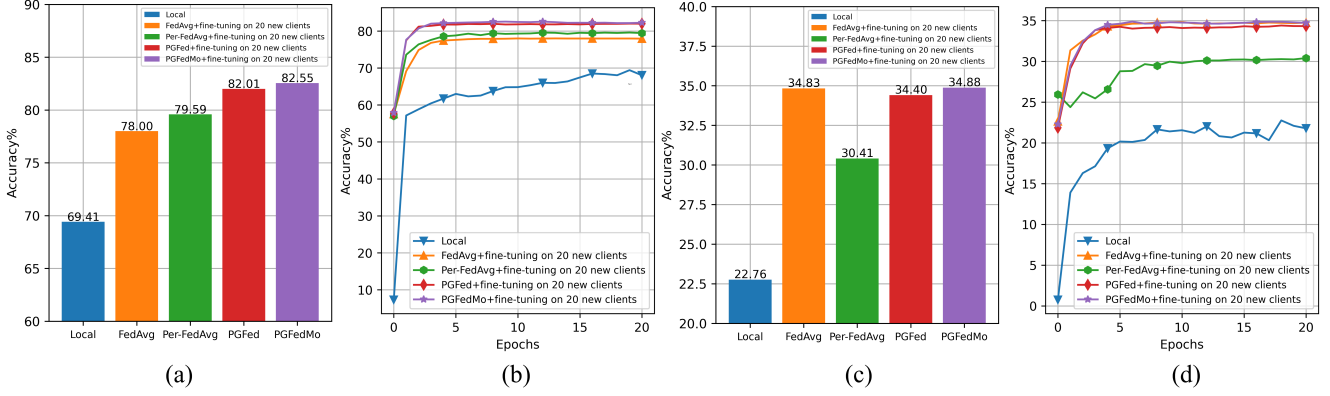 90
85
80
75
70
65
60
Accuracy%
Local
FedAvg+fine-tuning on 20 new clients
Per-FedAvg+fine-tuning on 20 new clients
PGFed+fine-tuning on 20 new clients
PGFedMo+fine-tuning on 20 new clients
69.41
78.00
79.59
82.01
82.55
Local
FedAvg
Per-FedAvg
PGFed
PGFedMo
(a)
80
70
60
50
40
30
20
10
Accuracy%
Local
FedAvg+fine-tuning on 20 new clients
Per-FedAvg+fine-tuning on 20 new clients
PGFed+fine-tuning on 20 new clients
PGFedMo+fine-tuning on 20 new clients
0
5
10
15
20
Epochs
(b)
40.0
37.5
35.0
32.5
30.0
27.5
25.0
22.5
20.0
Accuracy%
Local
FedAvg+fine-tuning on 20 new clients
Per-FedAvg+fine-tuning on 20 new clients
PGFed+fine-tuning on 20 new clients
PGFedMo+fine-tuning on 20 new clients
22.76
34.83
30.41
34.40
34.88
Local
FedAvg
Per-FedAvg
PGFed
PGFedMo
(c)
35
30
25
20
15
10
5
0
Accuracy%
Local
FedAvg+fine-tuning on 20 new clients
Per-FedAvg+fine-tuning on 20 new clients
PGFed+fine-tuning on 20 new clients
PGFedMo+fine-tuning on 20 new clients
0
5
10
15
20
Epochs
(d)